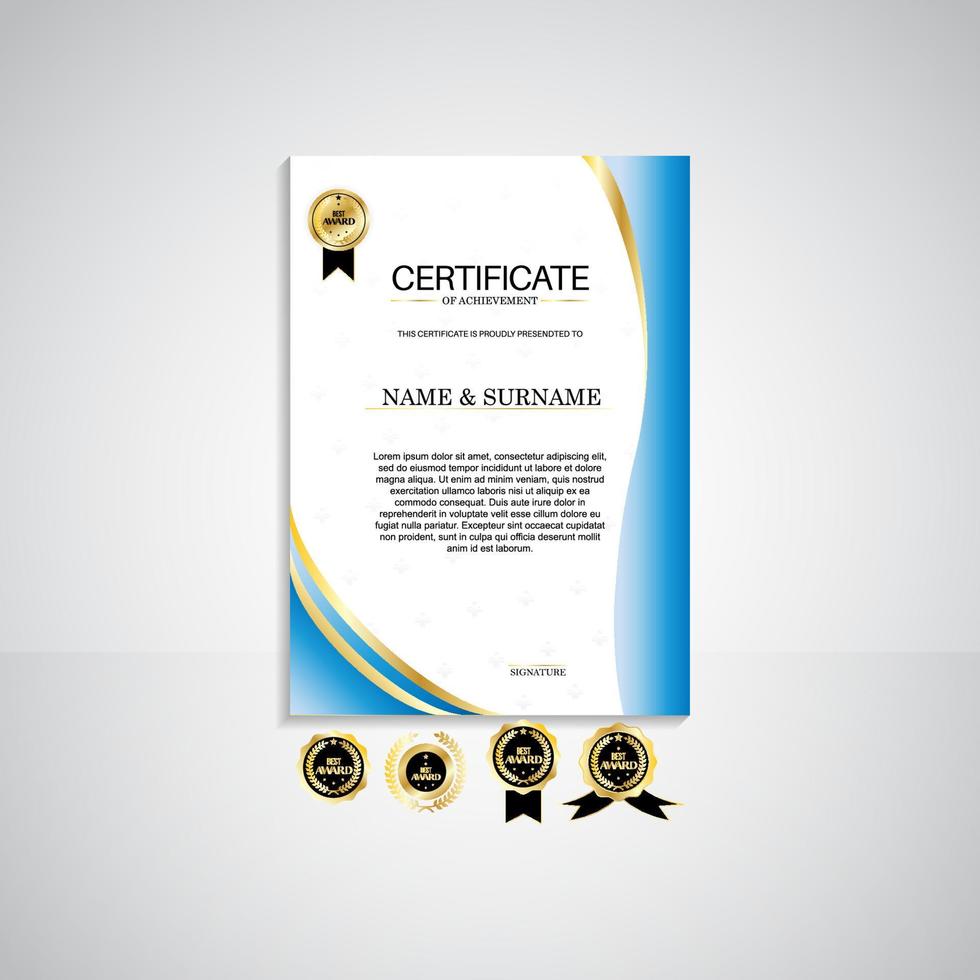 BEST
AWARD
CERTIFICATE
OF ACHIEVEMENT
THIS CERTIFICATE IS PROUDLY PRESENDTED TO
NAME & SURNAME
Lorem ipsum dolor sit amet, consectetur adipiscing elit,
sed do eiusmod tempor incididunt ut labore et dolore
magna aliqua. Ut enim ad minim veniam, quis nostrud
exercitation ullamco laboris nisi ut aliquip ex ea
commodo consequat. Duis aute irure dolor in
reprehenderit in voluptate velit esse cillum dolore eu
fugiat nulla pariatur. Excepteur sint occaecat cupidatat
non proident, sunt in culpa qui officia deserunt mollit
anim id est laborum.
SIGNATURE
BEST
AWARD
BEST
AWARD
BEST
AWARD
BEST
AWARD